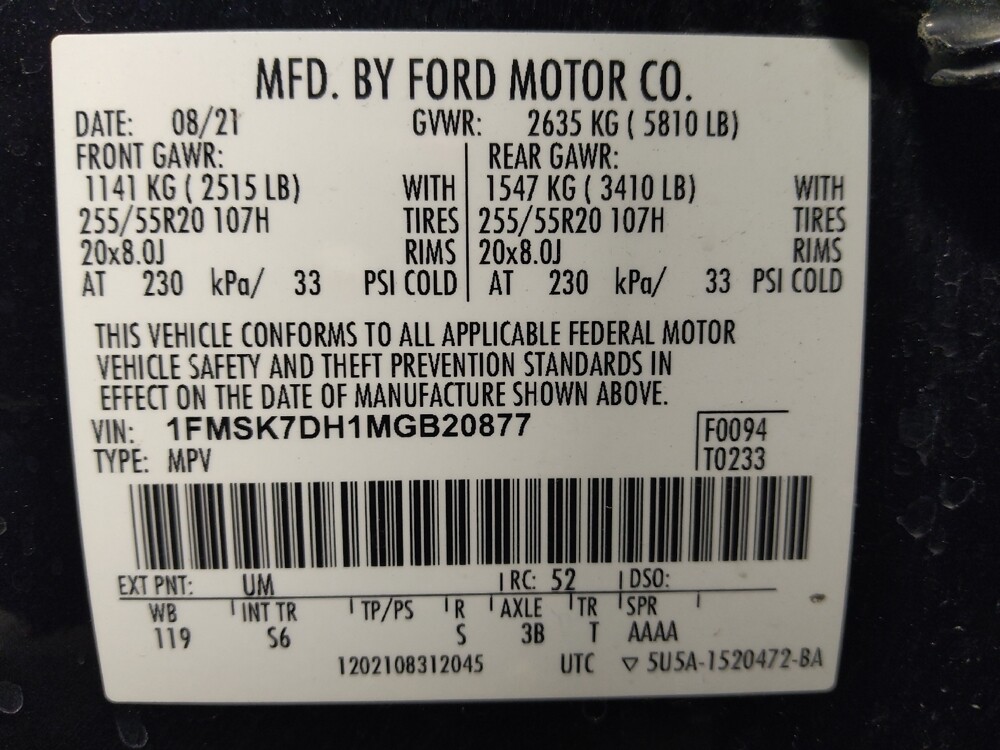 MFD. BY FORD MOTOR CO.
DATE: 08/21 GVWR: 2635 KG ( 5810 LB)
FRONT GAWR: REAR GAWR:
1141 KG ( 2515 LB) WITH 1547 KG ( 3410 LB) WITH
255/55R20 107H TIRES 255/55R20 107H TIRES
20x8.0J RIMS 20x8.0J RIMS
AT 230 kPa/ 33 PSI COLD AT 230 kPa/ 33 PSI COLD
THIS VEHICLE CONFORMS TO ALL APPLICABLE FEDERAL MOTOR
VEHICLE SAFETY AND THEFT PREVENTION STANDARDS IN
EFFECT ON THE DATE OF MANUFACTURE SHOWN ABOVE.
VIN: 1FMSK7DH1MGB20877 F0094
TYPE: MPV T0233
EXT PNT: UM RC: 52 DSO:
WB INT TR TP/PS R AXLE TR SPR
119 S6 S 3B T AAAA
1202108312045 UTC ▽ 5U5A-1520472-BA